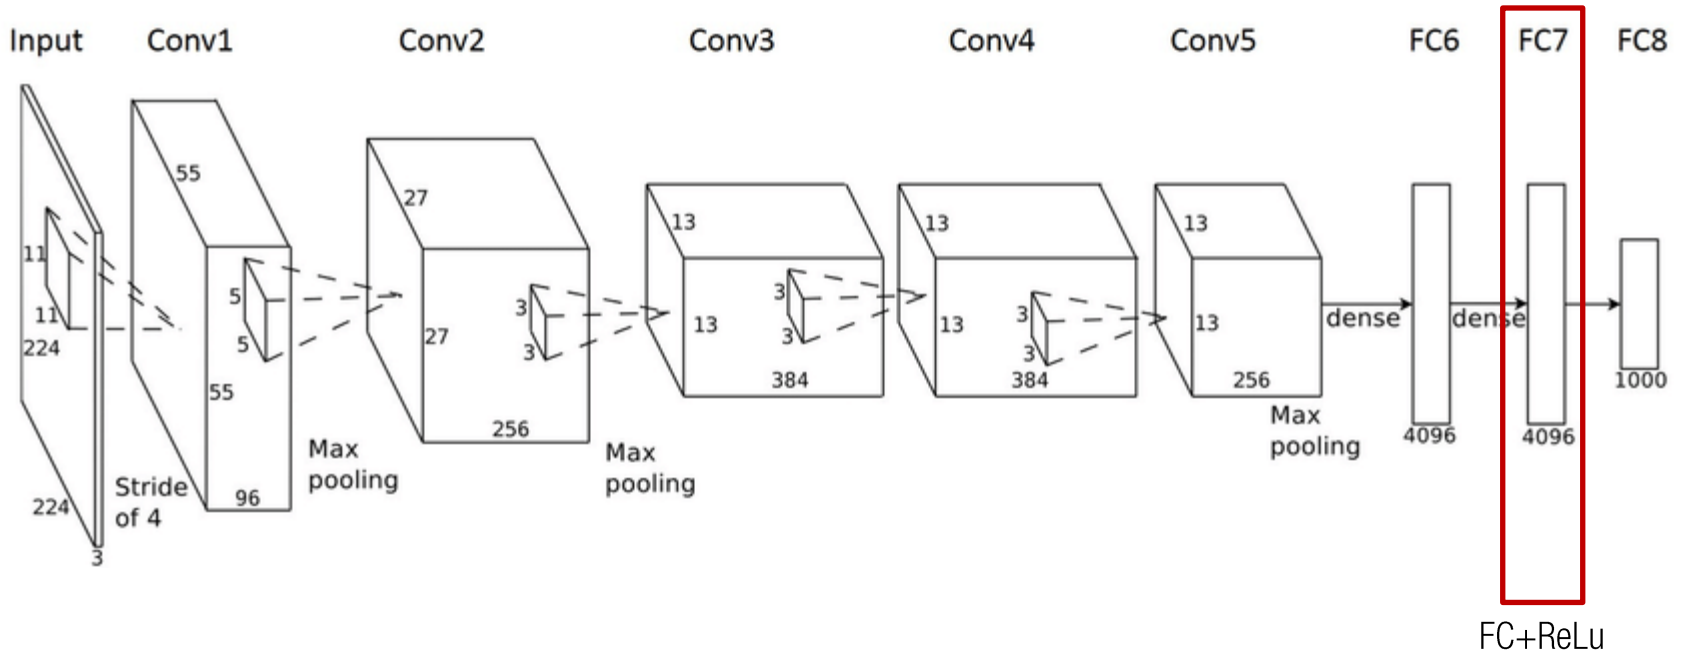 Input Conv1 Conv2 Conv3 Conv4 Conv5 FC6 FC7 FC8
11
11
224
224
3
Stride
of 4
55
55
96
5
5
Max
pooling
27
27
256
3
3
Max
pooling
13
13
384
3
3
13
13
384
3
3
13
13
256
Max
pooling
dense
4096
dense
4096
1000
FC+ReLu